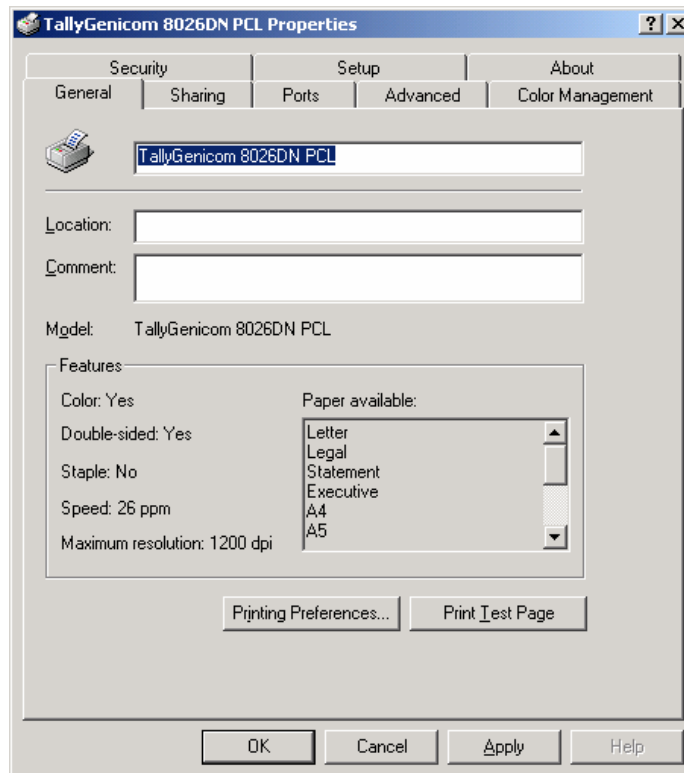 TallyGenicom 8026DN PCL Properties
Security Setup About
General Sharing Ports Advanced Color Management
TallyGenicom 8026DN PCL
Location:
Comment:
Model: TallyGenicom 8026DN PCL
Features
Color: Yes
Paper available:
Double-sided: Yes
Staple: No
Speed: 26 ppm
Maximum resolution: 1200 dpi
Letter
Legal
Statement
Executive
A4
A5
Printing Preferences... Print Test Page
OK Cancel Apply Help